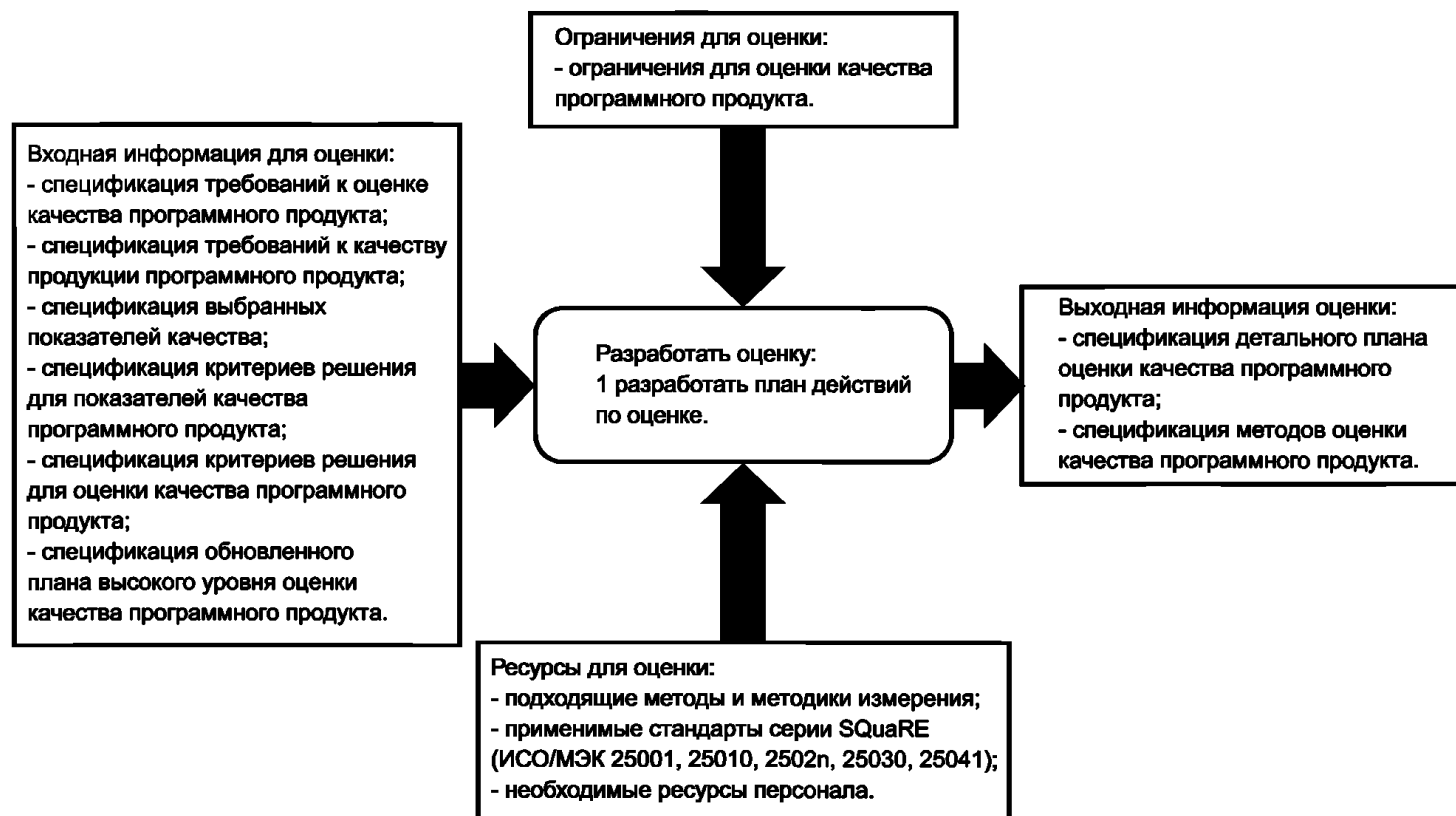 Ограничения для оценки:
- ограничения для оценки качества
программного продукта.
Входная информация для оценки:
- спецификация требований к оценке
качества программного продукта;
- спецификация требований к качеству
продукции программного продукта;
- спецификация выбранных
показателей качества;
- спецификация критериев решения
для показателей качества
программного продукта;
- спецификация критериев решения
для оценки качества программного
продукта;
- спецификация обновленного
плана высокого уровня оценки
качества программного продукта.
Разработать оценку:
1 разработать план действий
по оценке.
Выходная информация оценки:
- спецификация детального плана
оценки качества программного
продукта;
- спецификация методов оценки
качества программного продукта.
Ресурсы для оценки:
- подходящие методы и методики измерения;
- применимые стандарты серии SQuaRE
(ИСО/МЭК 25001, 25010, 2502n, 25030, 25041);
- необходимые ресурсы персонала.